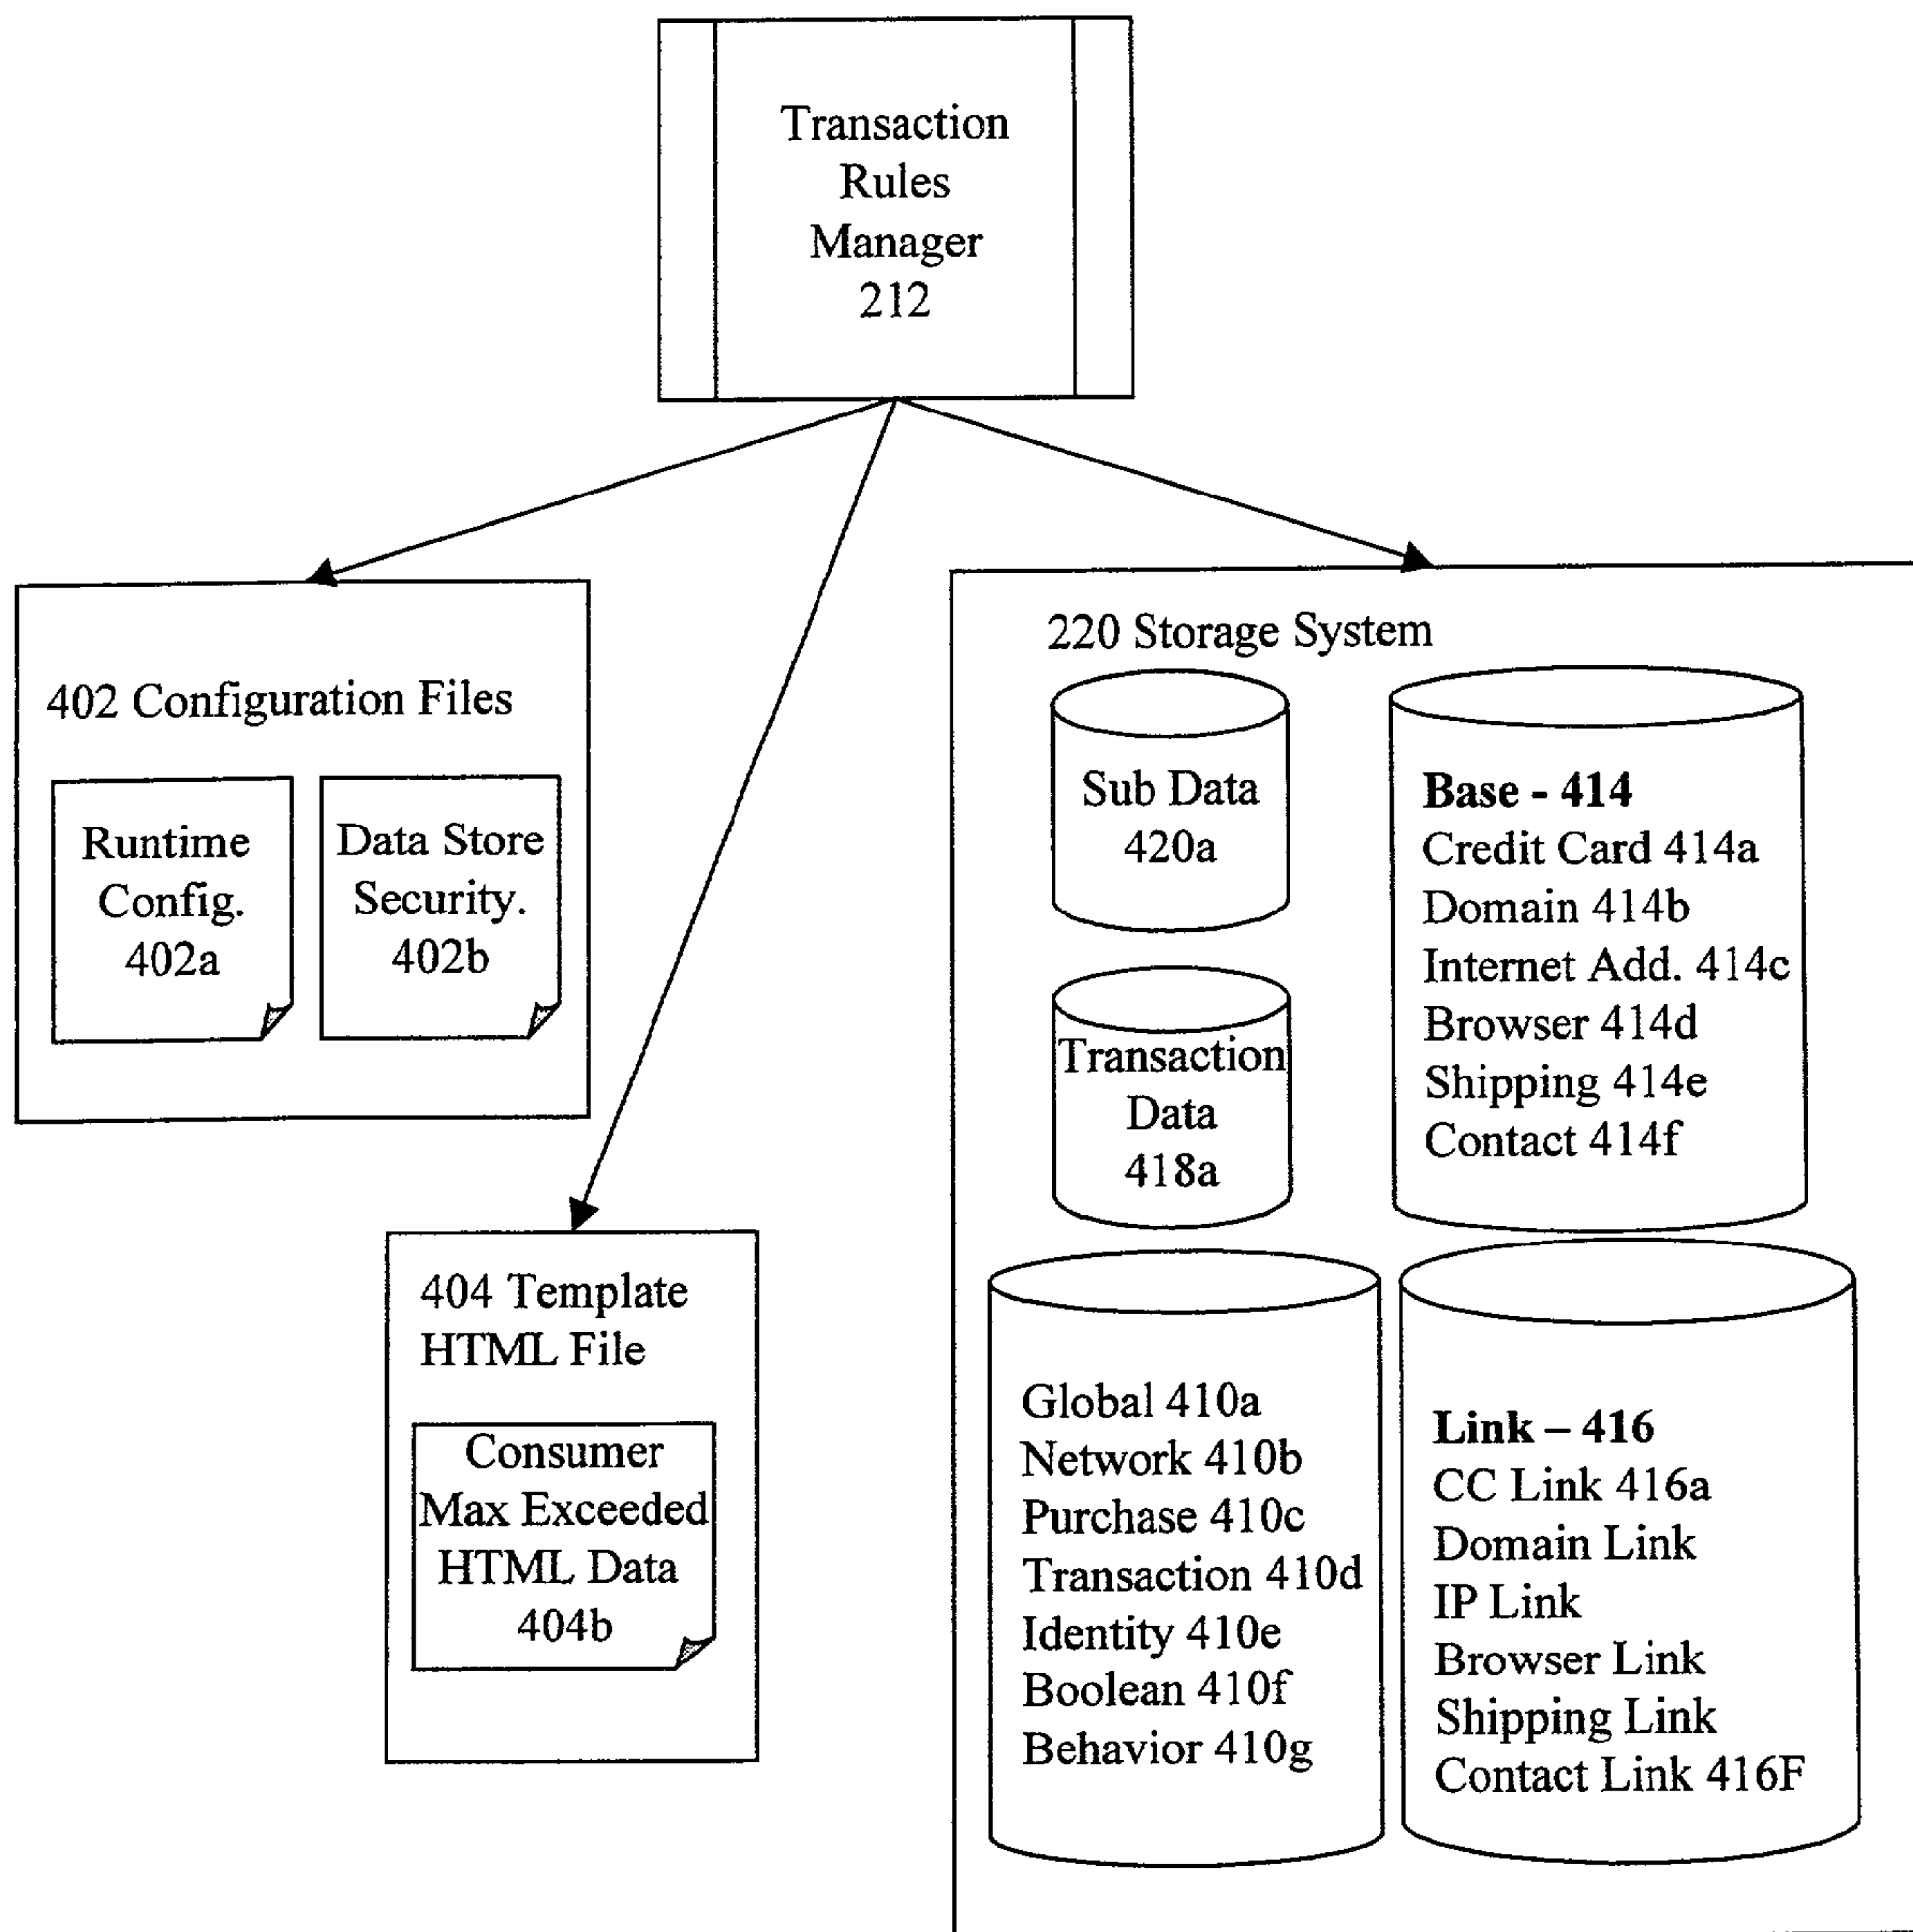 Transaction
Rules
Manager
212
402 Configuration Files
Runtime
Config.
402a
Data Store
Security.
402b
404 Template
HTML File
Consumer
Max Exceeded
HTML Data
404b
220 Storage System
Sub Data
420a
Transaction
Data
418a
Base - 414
Credit Card 414a
Domain 414b
Internet Add. 414c
Browser 414d
Shipping 414e
Contact 414f
Global 410a
Network 410b
Purchase 410c
Transaction 410d
Identity 410e
Boolean 410f
Behavior 410g
Link – 416
CC Link 416a
Domain Link
IP Link
Browser Link
Shipping Link
Contact Link 416F